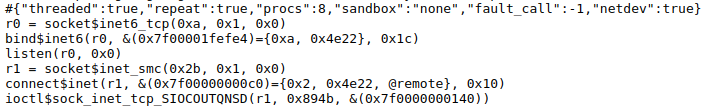 #{"threaded":true,"repeat":true,"procs":8,"sandbox":"none","fault_call":-1,"netdev":true}
r0 = socket$inet6_tcp(0xa, 0x1, 0x0)
bind$inet6(r0, &(0x7f00001fefe4)={0xa, 0x4e22}, 0x1c)
listen(r0, 0x0)
r1 = socket$inet_smc(0x2b, 0x1, 0x0)
connect$inet(r1, &(0x7f00000000c0)={0x2, 0x4e22, @remote}, 0x10)
ioctl$sock_inet_tcp_SIOCOUTQNSD(r1, 0x894b, &(0x7f0000000140))